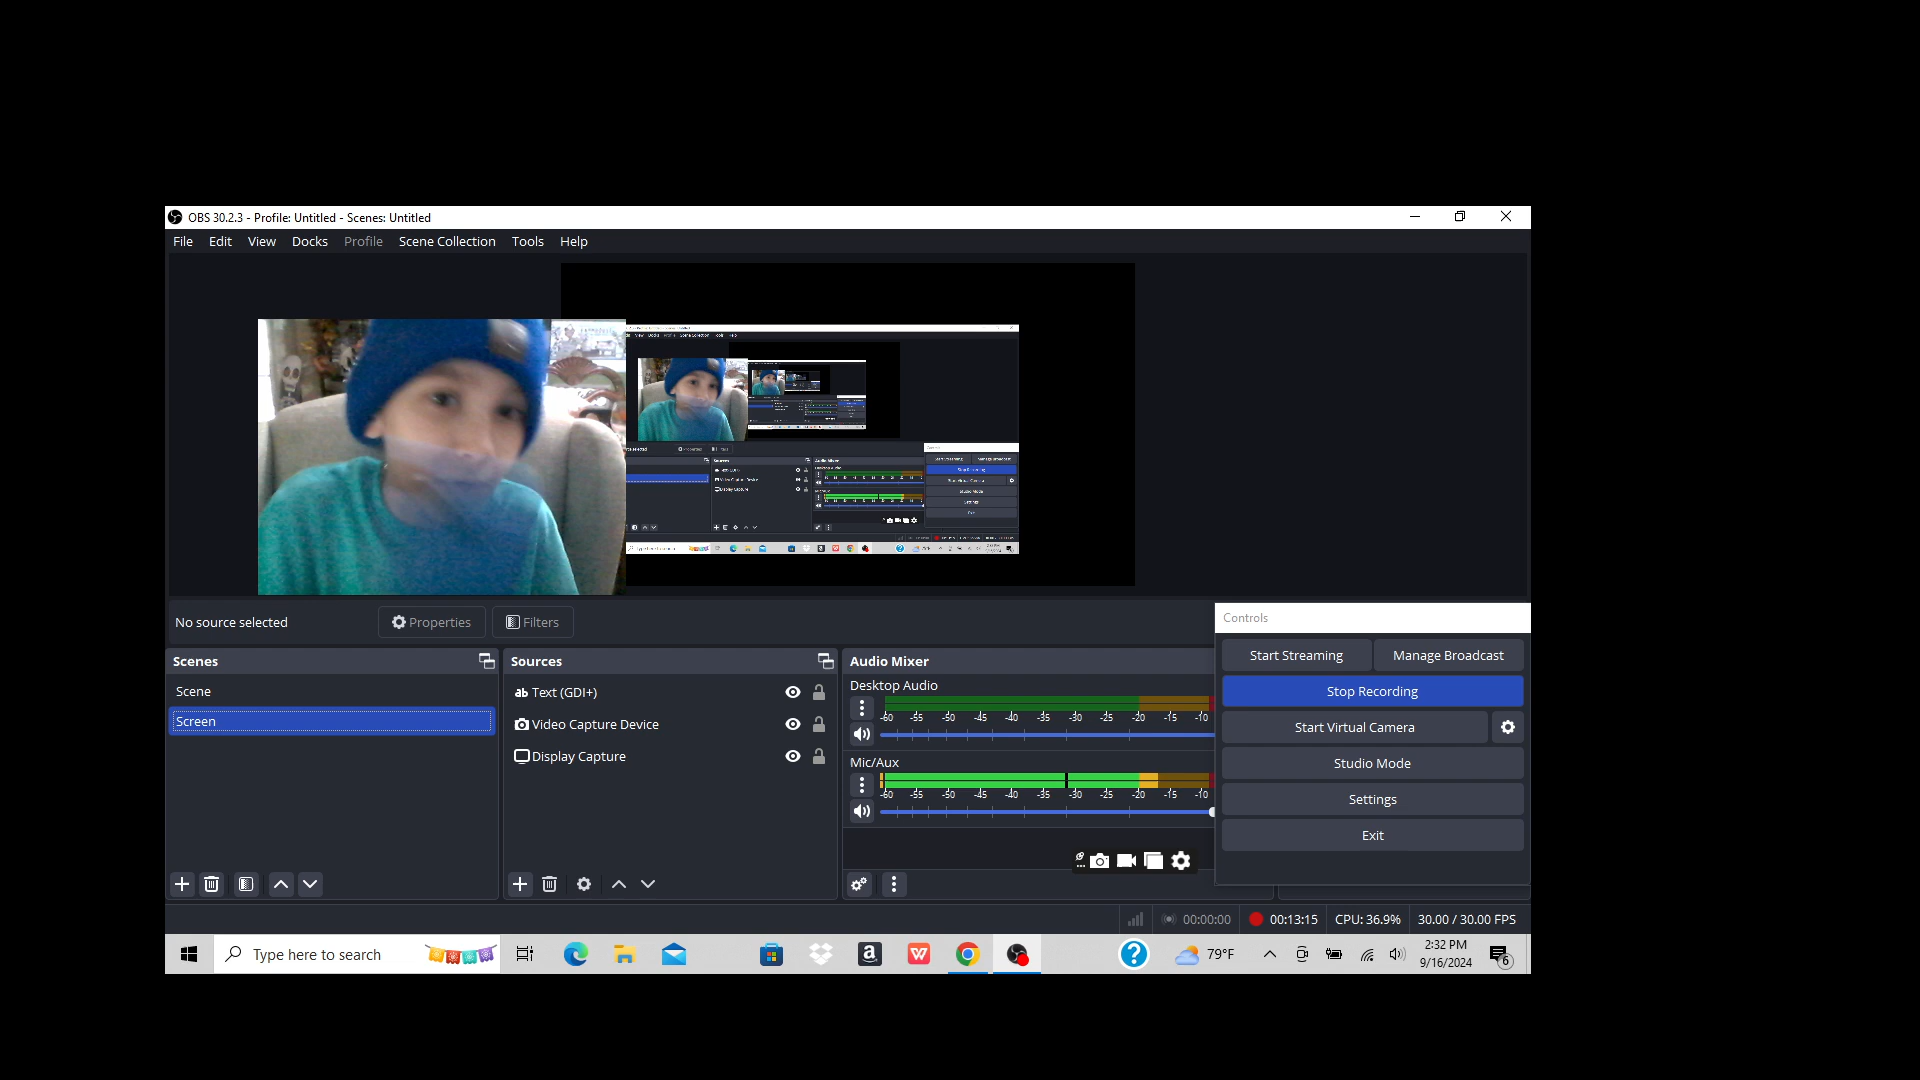 OBS 30.2.3 - Profile: Untitled - Scenes: Untitled
File Edit View Docks Profile Scene Collection Tools Help
No source selected Properties Filters
Controls
Start Streaming Manage Broadcast
Stop Recording
Start Virtual Camera
Studio Mode
Settings
Exit
Scenes
Scene
Screen
Sources
ab Text (GDI+)
Video Capture Device
Display Capture
Audio Mixer
Desktop Audio
-60 -55 -50 -45 -40 -35 -30 -25 -20 -15 -10
Mic/Aux
-60 -55 -50 -45 -40 -35 -30 -25 -20 -15 -10
00:00:00 00:13:15 CPU: 36.9% 30.00 / 30.00 FPS
Type here to search
79°F
2:32 PM
9/16/2024
6